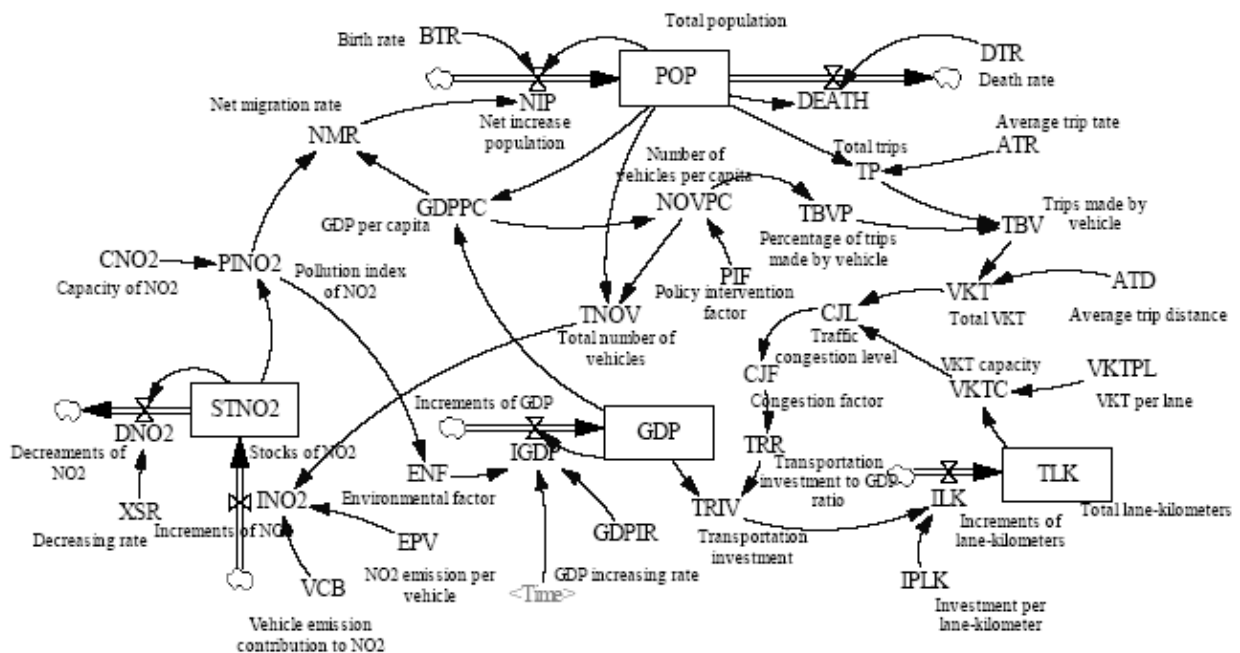 Total population
Birth rate
BTR
POP
DTR
Death rate
NIP
DEATH
Net migration rate
NMR
Net increase
population
Average trip tate
ATR
Total trips
TP
Number of
vehicles per capita
NOVPC
GDPPC
GDP per capita
TBVP
TBV
Trips made by
vehicle
Percentage of trips
made by vehicle
CNO2
PINO2
Capacity of NO2
Pollution index
of NO2
PIF
Policy intervention
factor
VKT
Total VKT
ATD
Average trip distance
TNOV
Total number of
vehicles
CJL
Traffic
congestion level
VKT capacity
VKTC
VKTPL
VKT per lane
CJF
Congestion factor
STNO2
DNO2
Decreaments of
NO2
Stocks of NO2
Increments of GDP
GDP
IGDP
TRR
Transportation
investment to GDP
ratio
TLK
ENF
Environmental factor
XSR
Decreasing rate
INO2
Increments of NO
TRIV
Transportation
investment
ILK
Increments of
lane-kilometers
Total lane-kilometers
GDPIR
GDP increasing rate
EPV
NO2 emission per
vehicle
VCB
Vehicle emission
contribution to NO2
<Time>
IPLK
Investment per
lane-kilometer